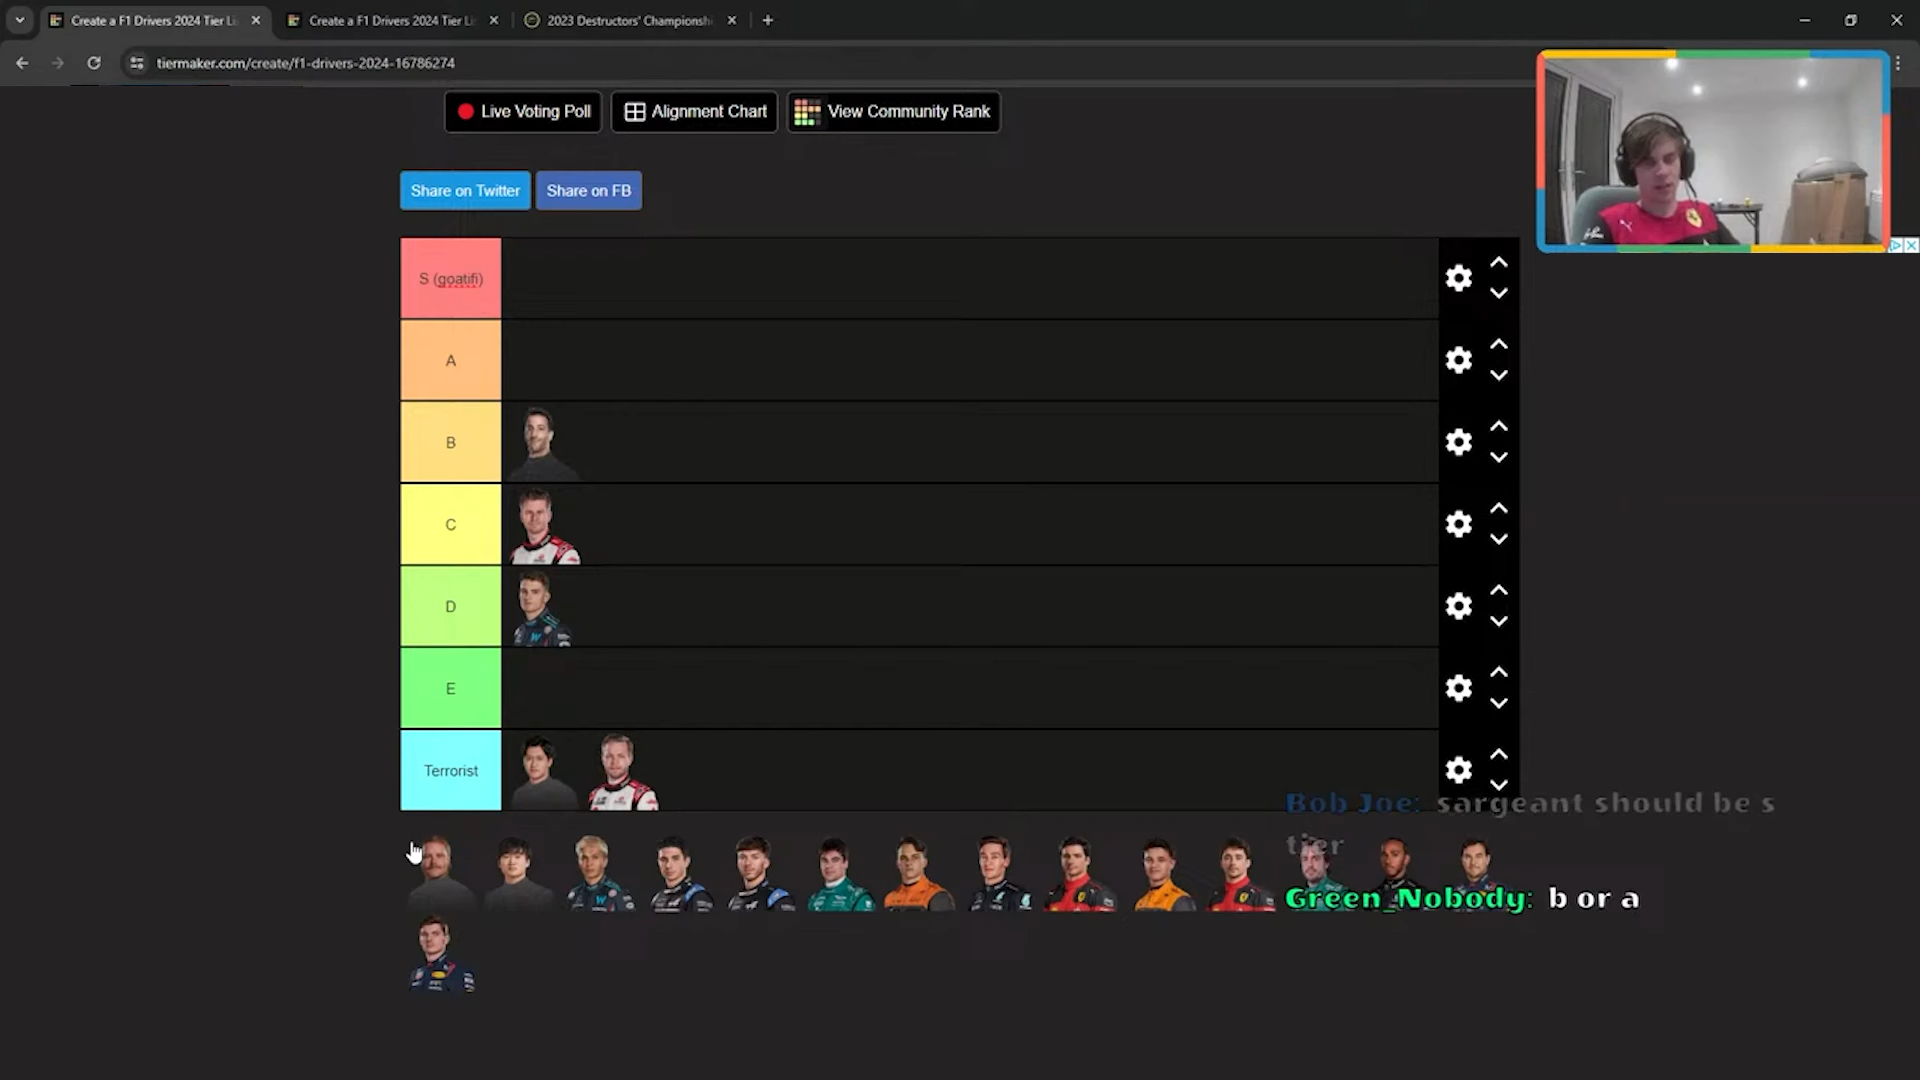 Create a F1 Drivers 2024 Tier Li
Create a F1 Drivers 2024 Tier Li
2023 Destructors' Championsh
tiermaker.com/create/f1-drivers-2024-16786274
Live Voting Poll
Alignment Chart
View Community Rank
Share on Twitter
Share on FB
S (goatifi)
A
B
C
D
E
Terrorist
Bob Joe: sargeant should be s
tier
Green_Nobody: b or a